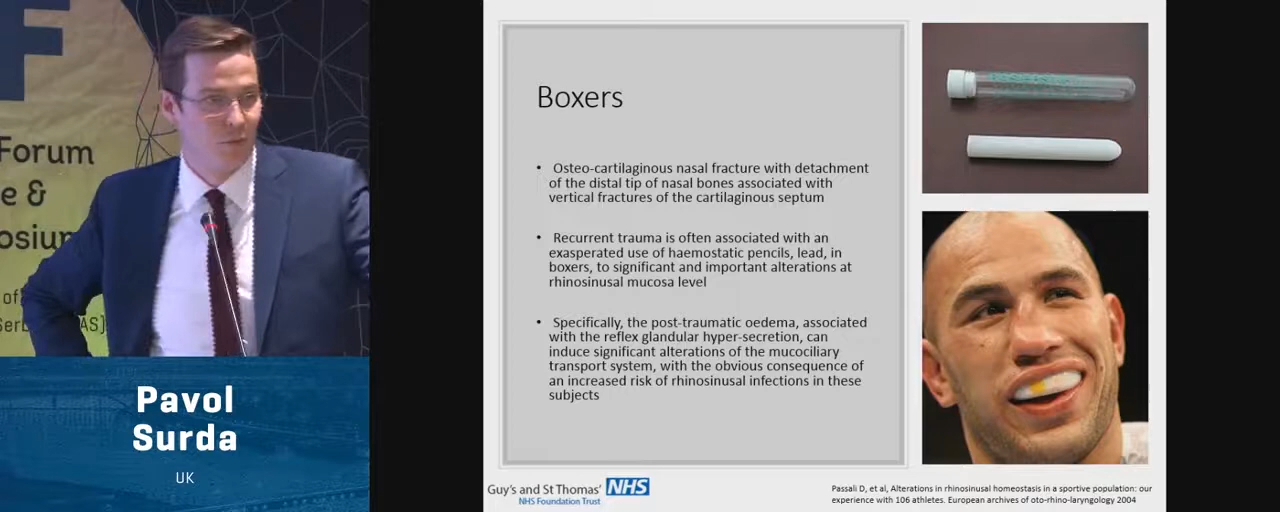 F
Forum
e &
osium
of
Ser
AS)
Pavol
Surda
UK
Boxers
• Osteo-cartilaginous nasal fracture with detachment
of the distal tip of nasal bones associated with
vertical fractures of the cartilaginous septum
• Recurrent trauma is often associated with an
exasperated use of haemostatic pencils, lead, in
boxers, to significant and important alterations at
rhinosinusal mucosa level
• Specifically, the post-traumatic oedema, associated
with the reflex glandular hyper-secretion, can
induce significant alterations of the mucociliary
transport system, with the obvious consequence of
an increased risk of rhinosinusal infections in these
subjects
Guy's and St Thomas' NHS
NHS Foundation Trust
Passali D, et al, Alterations in rhinosinusal homeostasis in a sportive population: our
experience with 106 athletes. European archives of oto-rhino-laryngology 2004